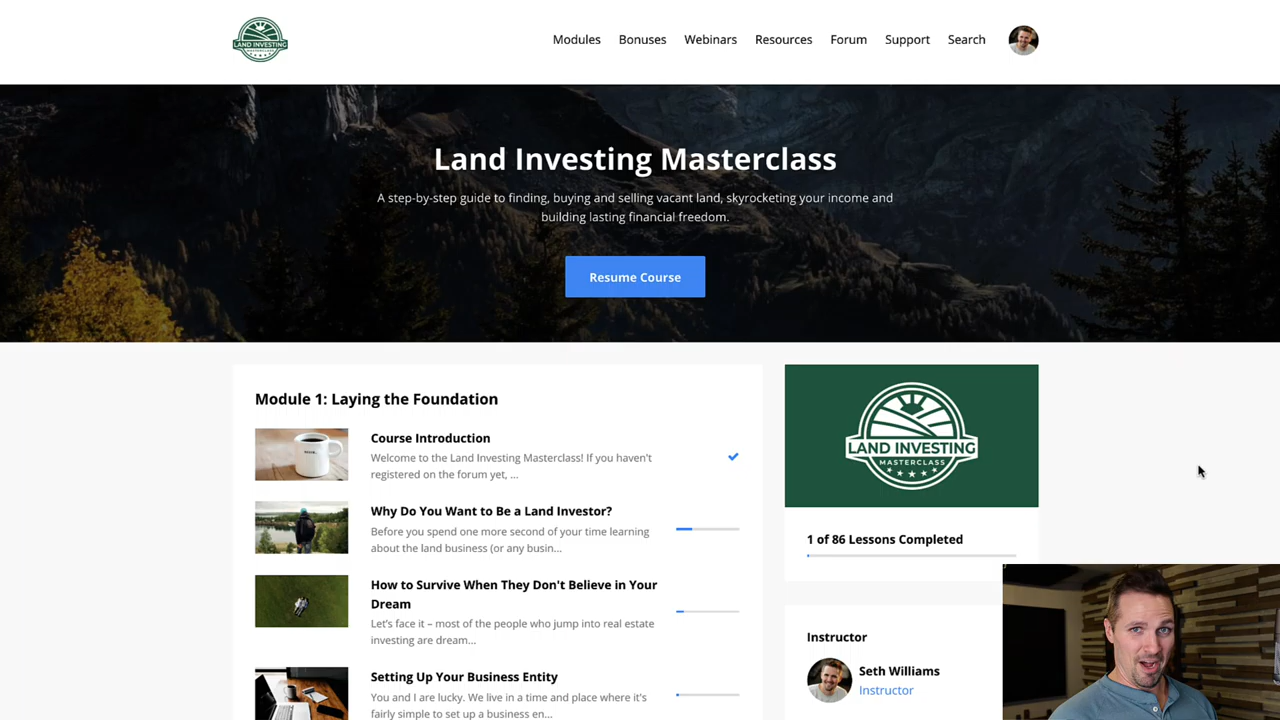 LAND INVESTING
MASTERCLASS
Modules
Bonuses
Webinars
Resources
Forum
Support
Search
Land Investing Masterclass
A step-by-step guide to finding, buying and selling vacant land, skyrocketing your income and
building lasting financial freedom.
Resume Course
Module 1: Laying the Foundation
Course Introduction
Welcome to the Land Investing Masterclass! If you haven't
registered on the forum yet, ...
Why Do You Want to Be a Land Investor?
Before you spend one more second of your time learning
about the land business (or any busin...
How to Survive When They Don't Believe in Your
Dream
Let's face it – most of the people who jump into real estate
investing are dream...
Setting Up Your Business Entity
You and I are lucky. We live in a time and place where it's
fairly simple to set up a business en...
LAND INVESTING
MASTERCLASS
1 of 86 Lessons Completed
Instructor
Seth Williams
Instructor